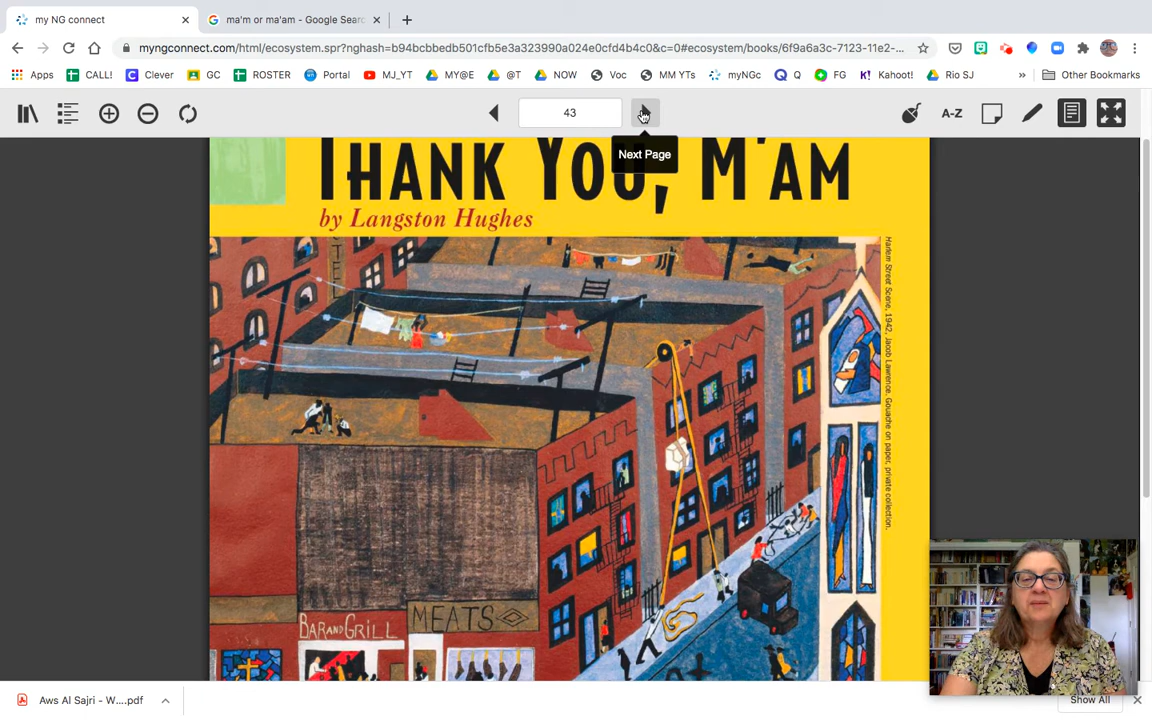 my NG connect
ma'm or ma'am - Google Searc
myngconnect.com/html/ecosystem.spr?nghash=b94bcbbedb501cfb5e3a323990a024e0cfd4b4c0&c=0#ecosystem/books/6f9a6a3c-7123-11e2-...
Apps CALL! Clever GC ROSTER Portal MJ_YT MY@E @T NOW Voc MM YTs myNGc Q FG Kahoot! Rio SJ » Other Bookmarks
43
A-Z
Next Page
THANK YOU, M'AM
by Langston Hughes
Harlem Street Scene, 1942, Jacob Lawrence. Gouache on paper, private collection.
BAR AND GRILL
MEATS
Aws Al Sajri - W....pdf
Show All